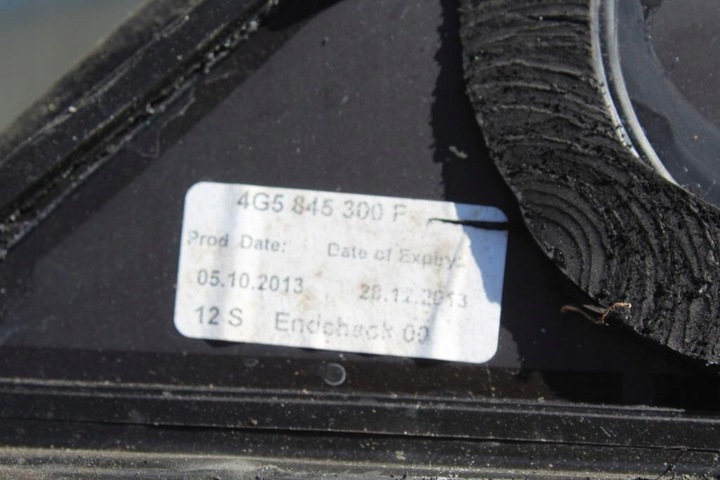 4G5 845 300 F
Prod Date: Date of Expiry:
05.10.2013 28.12.2013
12 S Endcheck 09